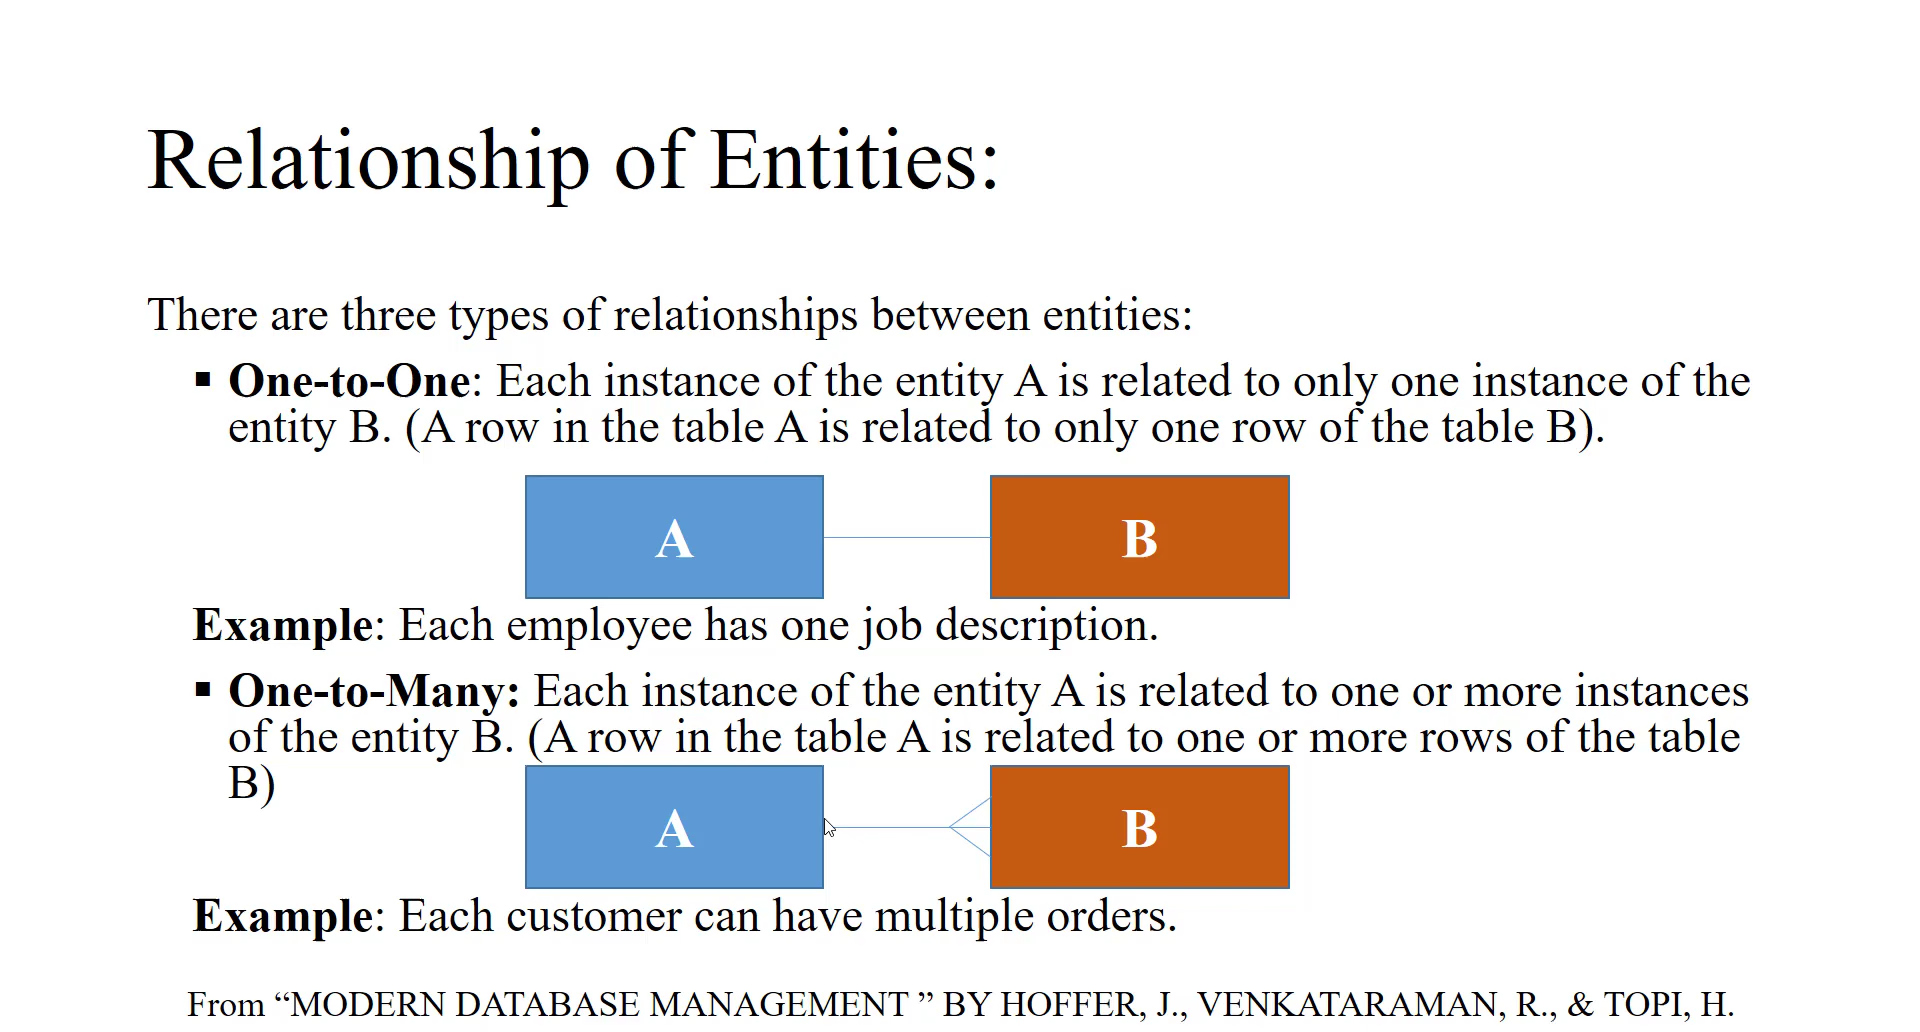 Relationship of Entities:
There are three types of relationships between entities:
▪ One-to-One: Each instance of the entity A is related to only one instance of the
entity B. (A row in the table A is related to only one row of the table B).
A B
Example: Each employee has one job description.
▪ One-to-Many: Each instance of the entity A is related to one or more instances
of the entity B. (A row in the table A is related to one or more rows of the table
B)
A B
Example: Each customer can have multiple orders.
From “MODERN DATABASE MANAGEMENT ” BY HOFFER, J., VENKATARAMAN, R., & TOPI, H.